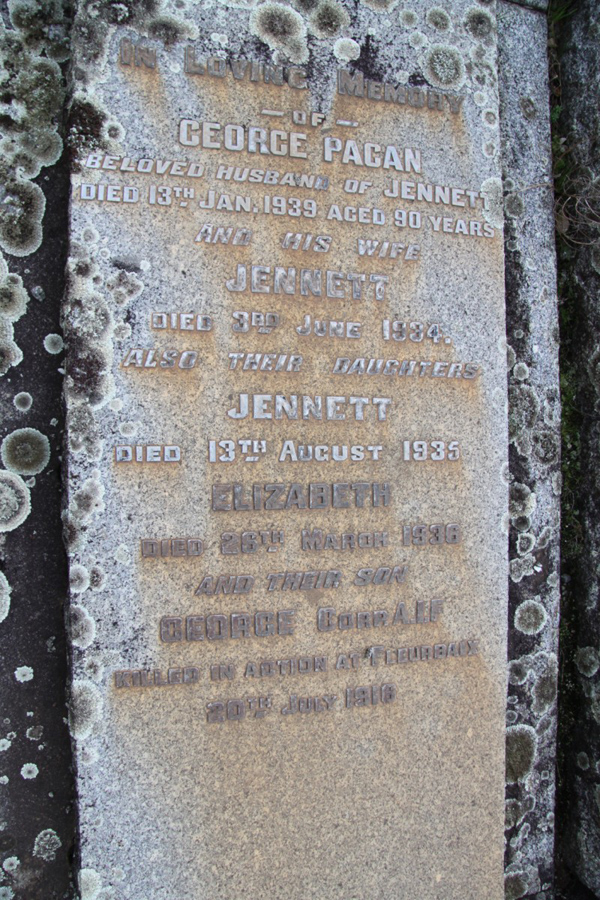 IN LOVING MEMORY
— OF —
GEORGE PAGAN
BELOVED HUSBAND OF JENNETT
DIED 13TH JAN. 1939 AGED 90 YEARS
AND HIS WIFE
JENNETT
DIED 3RD JUNE 1934.
ALSO THEIR DAUGHTERS
JENNETT
DIED 13TH AUGUST 1935
ELIZABETH
DIED 26TH MARCH 1936
AND THEIR SON
GEORGE CORP A.I.F
KILLED IN ACTION AT FLEURBAIX
20TH JULY 1916